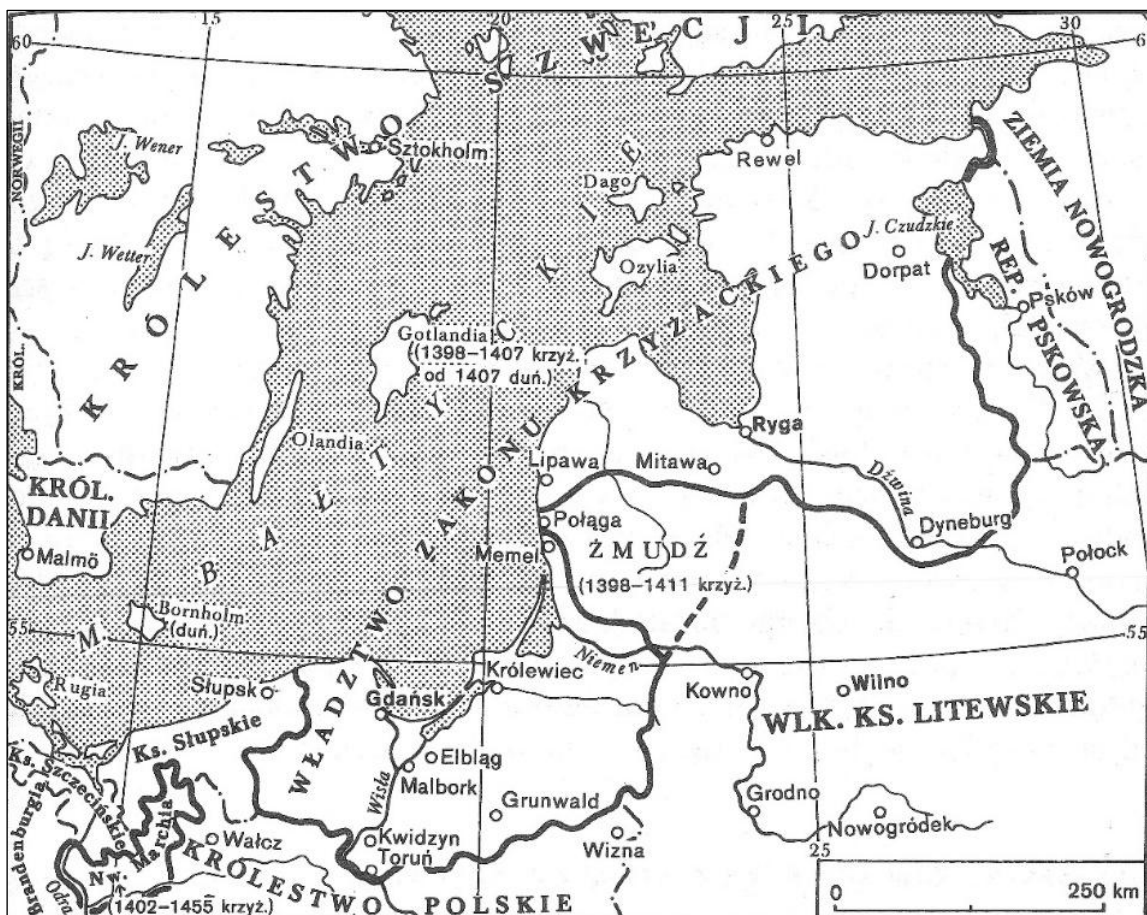 15
20
25
30
60
6
KRÓLESTWO SZWECJI
NORWEGII
KRÓL.
J. Wener
J. Wetter
Sztokholm
Rewel
Dago
Ozylia
J. Czudzkie
Dorpat
ZIEMIA NOWOGRODZKA
REP. PSKOWSKA
Psków
Gotlandia
(1398–1407 krzyż.
od 1407 duń.)
Olandia
M. BAŁTYCKIE
WŁADZTWO ZAKONU KRZYŻACKIEGO
Ryga
Lipawa
Mitawa
Dźwina
Dyneburg
Połock
KRÓL.
DANII
Malmö
Połąga
Memel
ŻMUDŹ
(1398–1411 krzyż.)
Bornholm
(duń.)
55
55
Rugia
Słupsk
Gdańsk
Królewiec
Niemen
Kowno
Wilno
WLK. KS. LITEWSKIE
Ks. Słupskie
Ks. Szczecińskie
Brandenburgia
Elbląg
Malbork
Wisła
Grunwald
Grodno
Nowogródek
Wałcz
Kwidzyn
Toruń
Wizna
Nw. Marchia
Odra
(1402–1455 krzyż.)
KRÓLESTWO POLSKIE
25
0
250 km